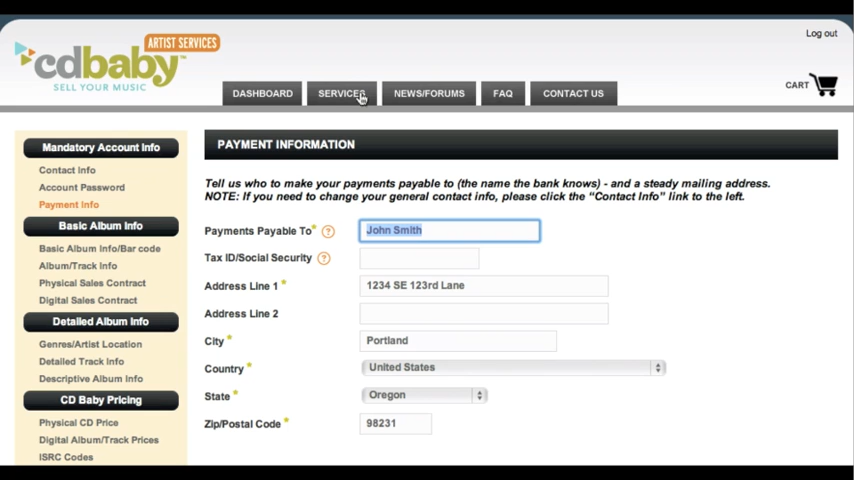 Log out
ARTIST SERVICES
cdbaby™
SELL YOUR MUSIC
DASHBOARD
SERVICES
NEWS/FORUMS
FAQ
CONTACT US
CART
Mandatory Account Info
Contact Info
Account Password
Payment Info
Basic Album Info
Basic Album Info/Bar code
Album/Track Info
Physical Sales Contract
Digital Sales Contract
Detailed Album Info
Genres/Artist Location
Detailed Track Info
Descriptive Album Info
CD Baby Pricing
Physical CD Price
Digital Album/Track Prices
ISRC Codes
PAYMENT INFORMATION
Tell us who to make your payments payable to (the name the bank knows) - and a steady mailing address.
NOTE: If you need to change your general contact info, please click the “Contact Info” link to the left.
Payments Payable To* ? John Smith
Tax ID/Social Security ?
Address Line 1* 1234 SE 123rd Lane
Address Line 2
City* Portland
Country* United States
State* Oregon
Zip/Postal Code* 98231